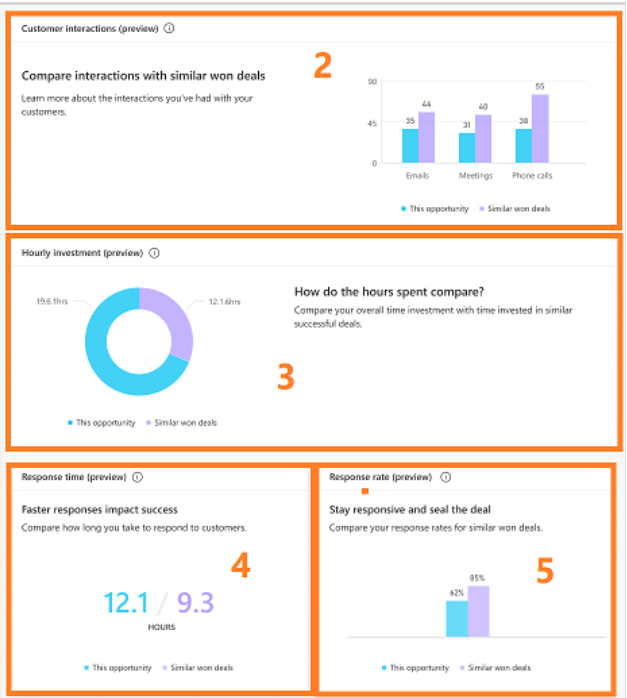 Customer interactions (preview)
Compare interactions with similar won deals
Learn more about the interactions you've had with your
customers.
2
90
45
0
35
44
31
40
38
55
Emails
Meetings
Phone calls
This opportunity
Similar won deals
Hourly investment (preview)
19.6.1hrs
12.1.6hrs
How do the hours spent compare?
Compare your overall time investment with time invested in similar
successful deals.
3
This opportunity
Similar won deals
Response time (preview)
Faster responses impact success
Compare how long you take to respond to customers.
4
12.1 / 9.3
HOURS
This opportunity
Similar won deals
Response rate (preview)
Stay responsive and seal the deal
Compare your response rates for similar won deals.
5
62%
85%
This opportunity
Similar won deals